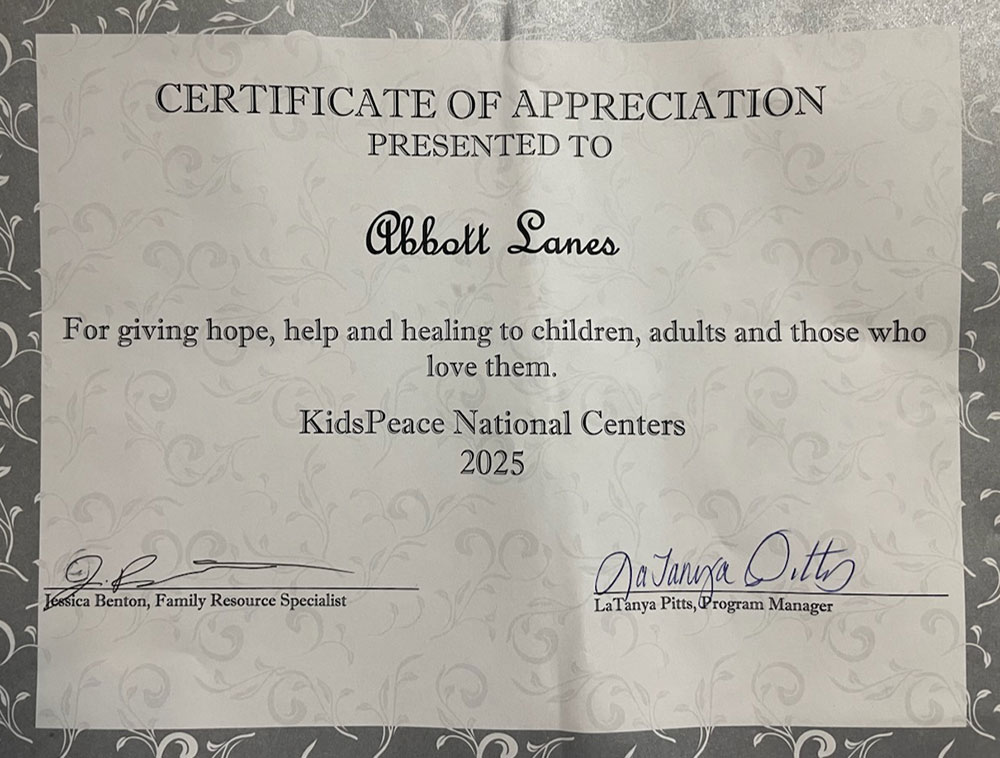 CERTIFICATE OF APPRECIATION
PRESENTED TO
Abbott Lanes
For giving hope, help and healing to children, adults and those who
love them.
KidsPeace National Centers
2025
J. B
Jessica Benton, Family Resource Specialist
LaTanya Pitts
LaTanya Pitts, Program Manager